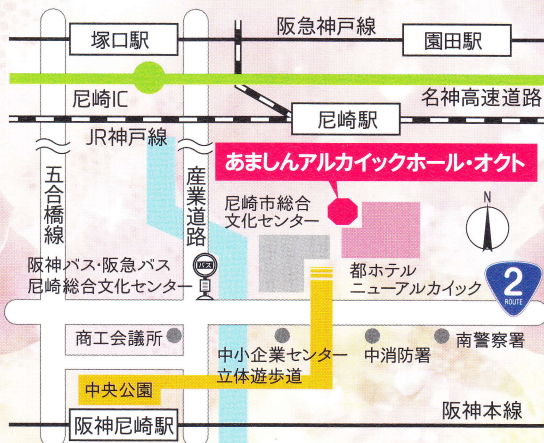 阪急神戸線
塚口駅
園田駅
尼崎IC
名神高速道路
尼崎駅
JR神戸線
あましんアルカイックホール・オクト
五合橋線
産業道路
尼崎市総合
文化センター
N
阪神バス・阪急バス
尼崎総合文化センター
バス
都ホテル
ニューアルカイック
2
ROUTE
商工会議所
中小企業センター
立体遊歩道
中消防署
南警察署
中央公園
阪神尼崎駅
阪神本線